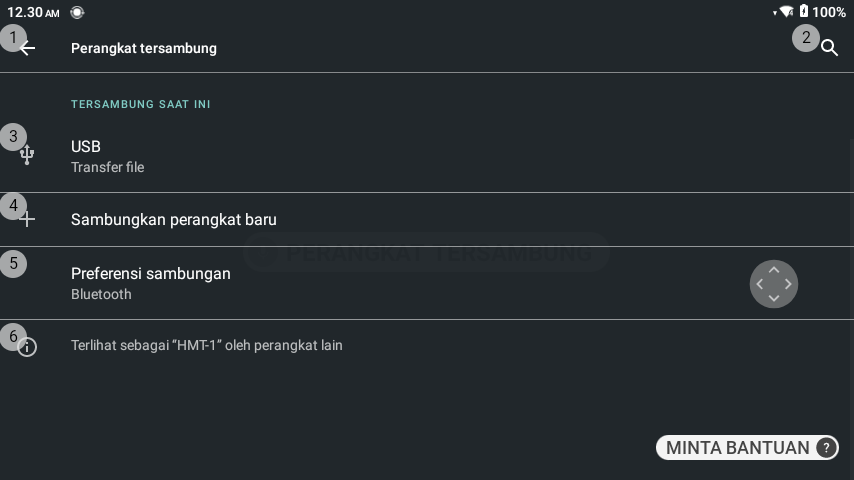 12.30 AM
100%
1
Perangkat tersambung
2
TERSAMBUNG SAAT INI
3
USB
Transfer file
4
Sambungkan perangkat baru
PERANGKAT TERSAMBUNG
5
Preferensi sambungan
Bluetooth
6
Terlihat sebagai “HMT-1” oleh perangkat lain
MINTA BANTUAN ?